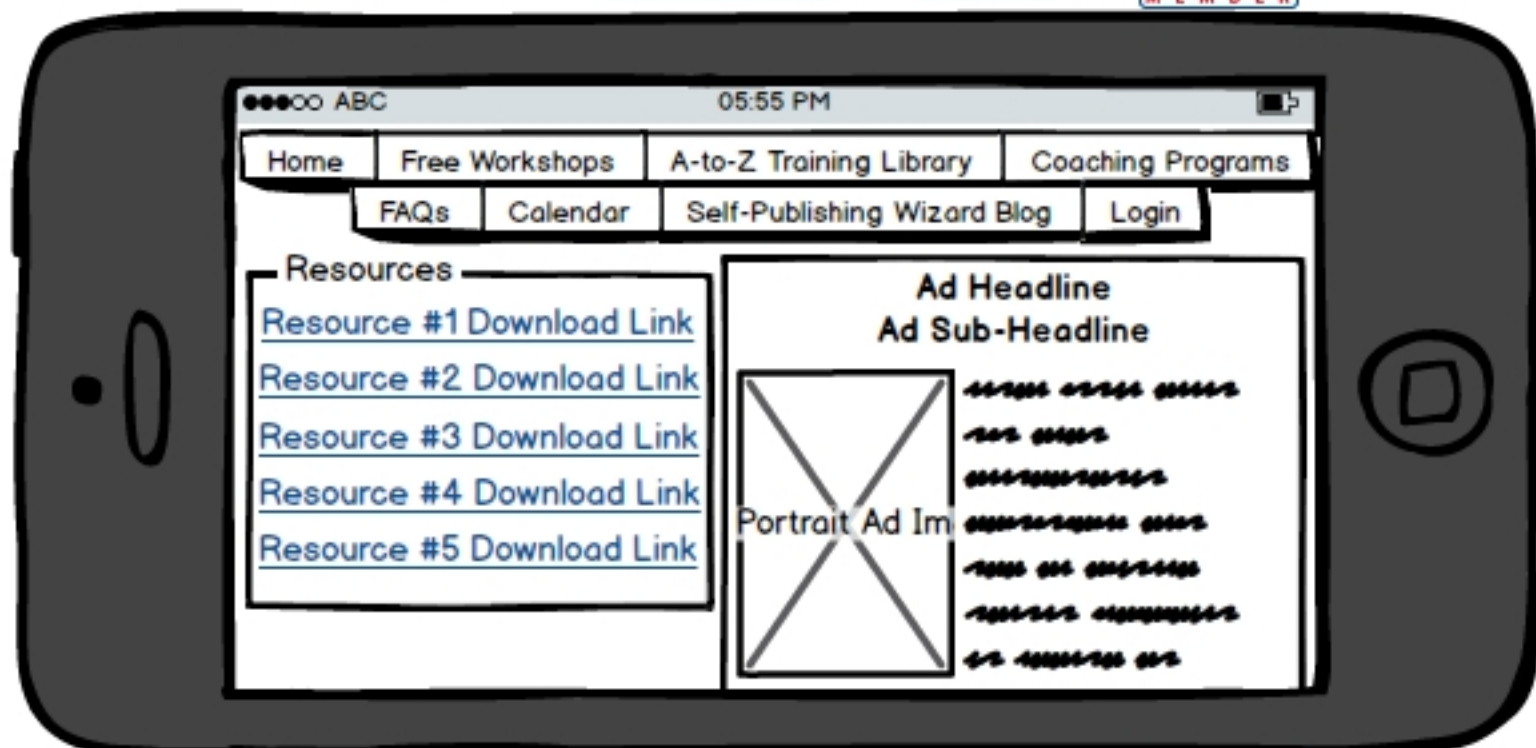 MEMBER
ABC 05:55 PM
Home Free Workshops A-to-Z Training Library Coaching Programs
FAQs Calendar Self-Publishing Wizard Blog Login
Resources
Resource #1 Download Link
Resource #2 Download Link
Resource #3 Download Link
Resource #4 Download Link
Resource #5 Download Link
Ad Headline
Ad Sub-Headline
Portrait Ad Im